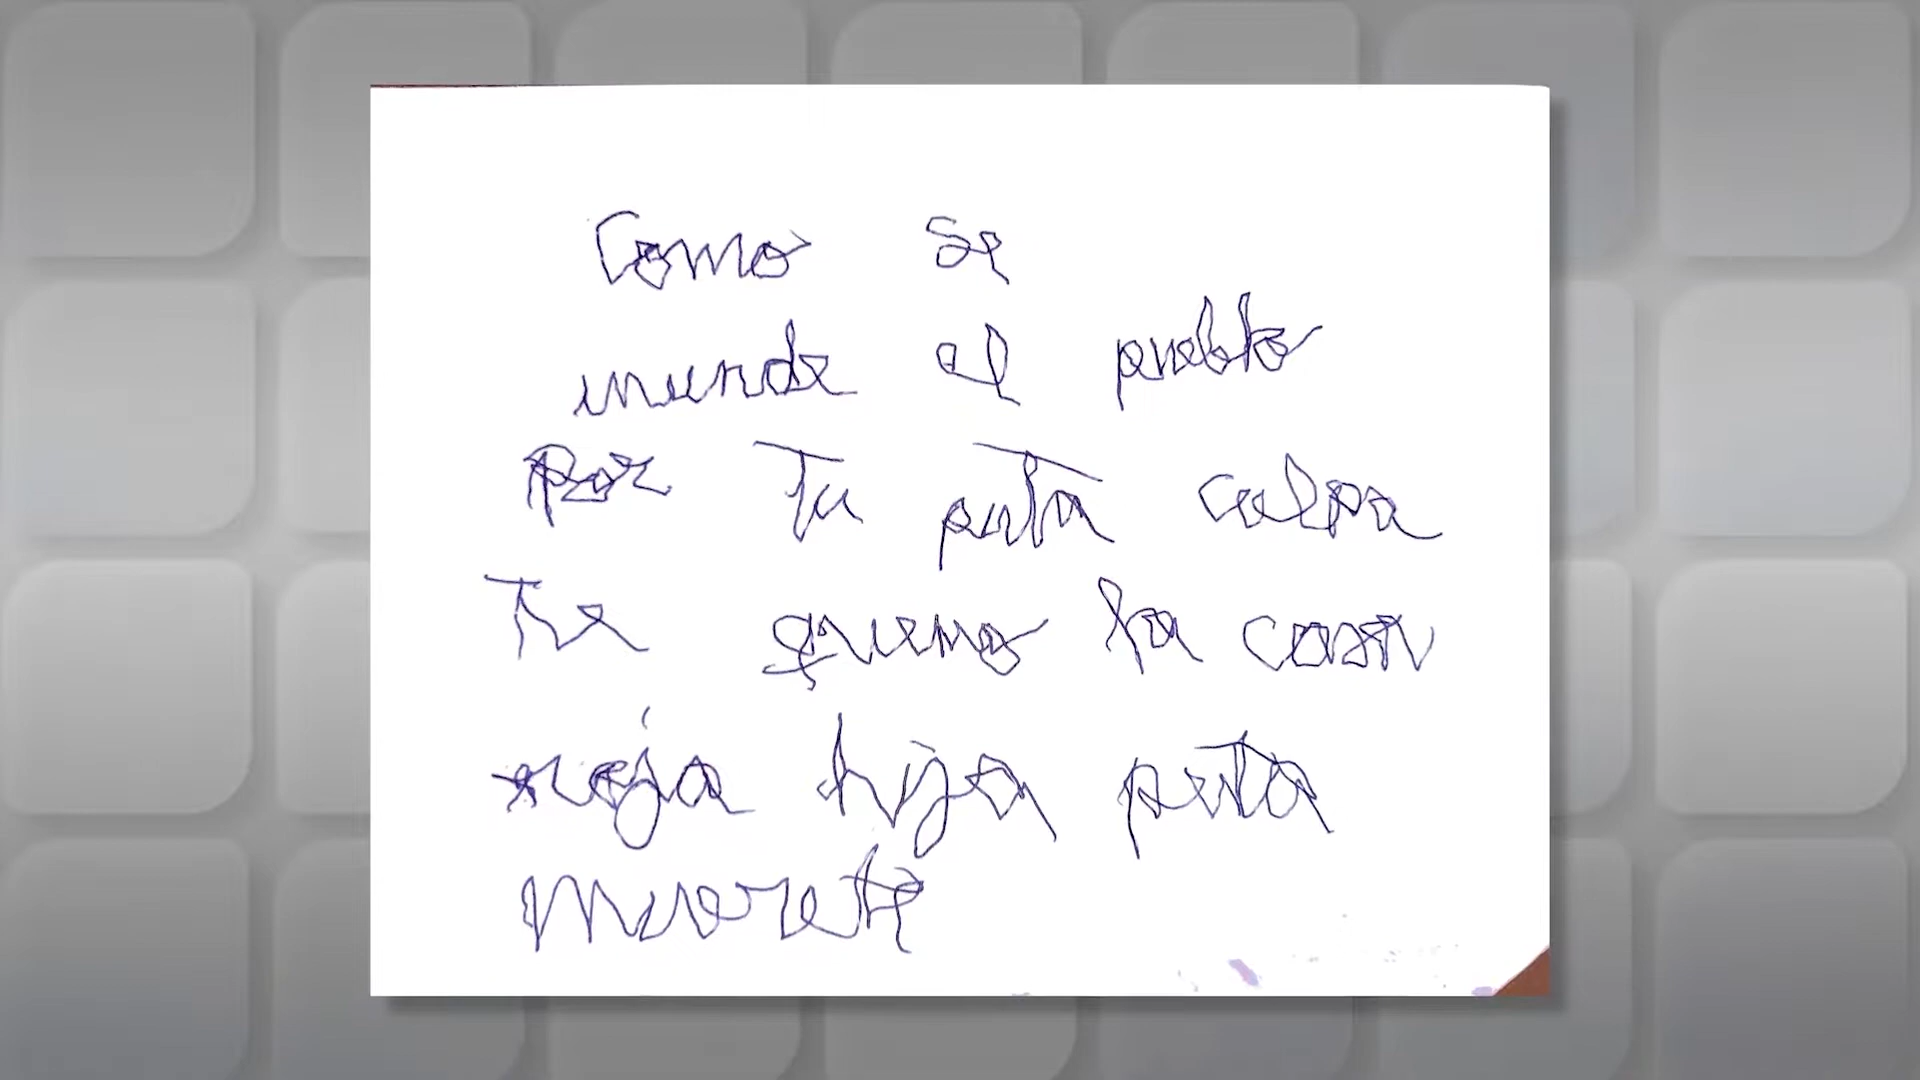 Como se
inunde el pueblo
Por Tu puta culpa
Te quemo la casa
vieja hija puta
Muerete